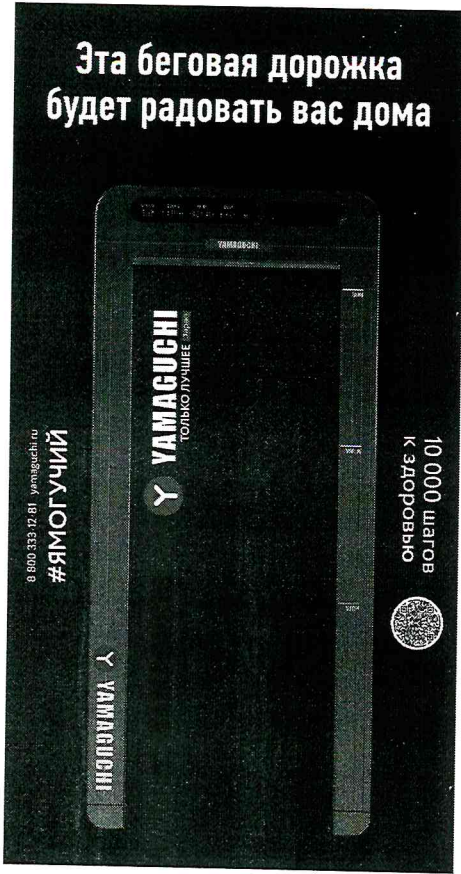 Эта беговая дорожка
будет радовать вас дома
YAMAGUCHI
YAMAGUCHI
ТОЛЬКО ЛУЧШЕЕ
8 800 333-12-81 yamaguchi.ru
#ЯМОГУЧИЙ
10 000 шагов
к здоровью
YAMAGUCHI